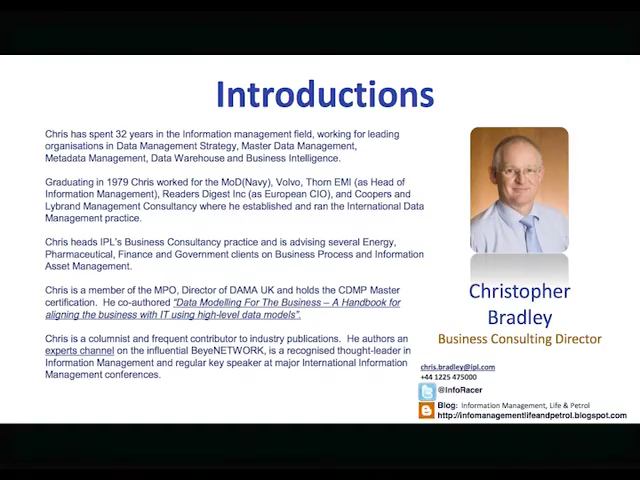 Introductions
Chris has spent 32 years in the Information management field, working for leading
organisations in Data Management Strategy, Master Data Management,
Metadata Management, Data Warehouse and Business Intelligence.
Graduating in 1979 Chris worked for the MoD(Navy), Volvo, Thorn EMI (as Head of
Information Management), Readers Digest Inc (as European CIO), and Coopers and
Lybrand Management Consultancy where he established and ran the International Data
Management practice.
Chris heads IPL's Business Consultancy practice and is advising several Energy,
Pharmaceutical, Finance and Government clients on Business Process and Information
Asset Management.
Chris is a member of the MPO, Director of DAMA UK and holds the CDMP Master
certification. He co-authored "Data Modelling For The Business – A Handbook for
aligning the business with IT using high-level data models".
Chris is a columnist and frequent contributor to industry publications. He authors an
experts channel on the influential BeyeNETWORK, is a recognised thought-leader in
Information Management and regular key speaker at major International Information
Management conferences.
Christopher
Bradley
Business Consulting Director
chris.bradley@ipl.com
+44 1225 475000
@InfoRacer
Blog: Information Management, Life & Petrol
http://infomanagementlifeandpetrol.blogspot.com